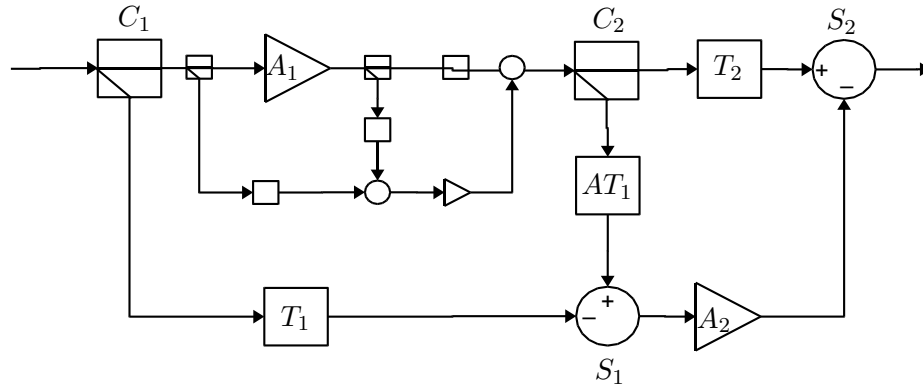 C₁ C₂ S₂
A₁ T₂ + −
AT₁
T₁ − + A₂
S₁